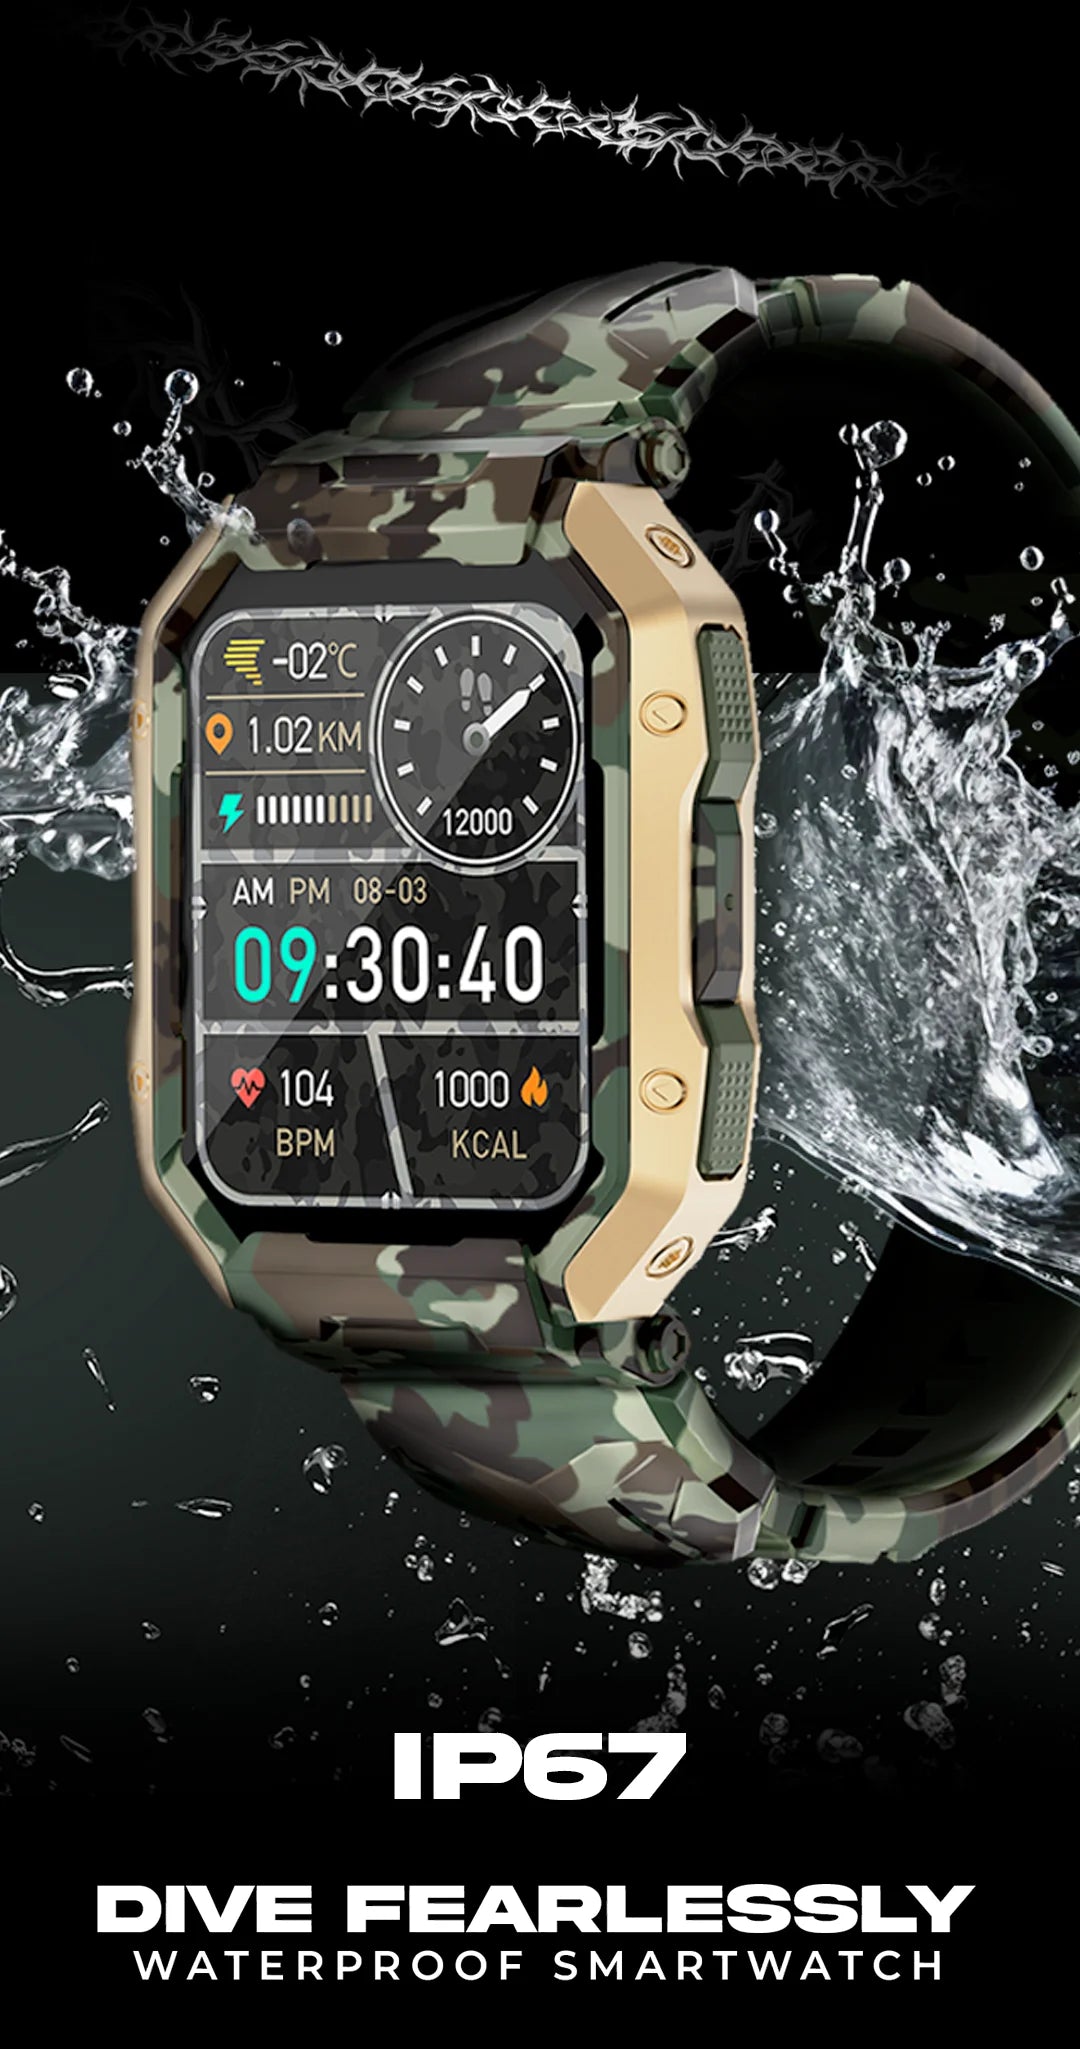 -02°C
1.02KM
12000
AM PM 08-03
09:30:40
104
BPM
1000
KCAL
IP67
DIVE FEARLESSLY
WATERPROOF SMARTWATCH